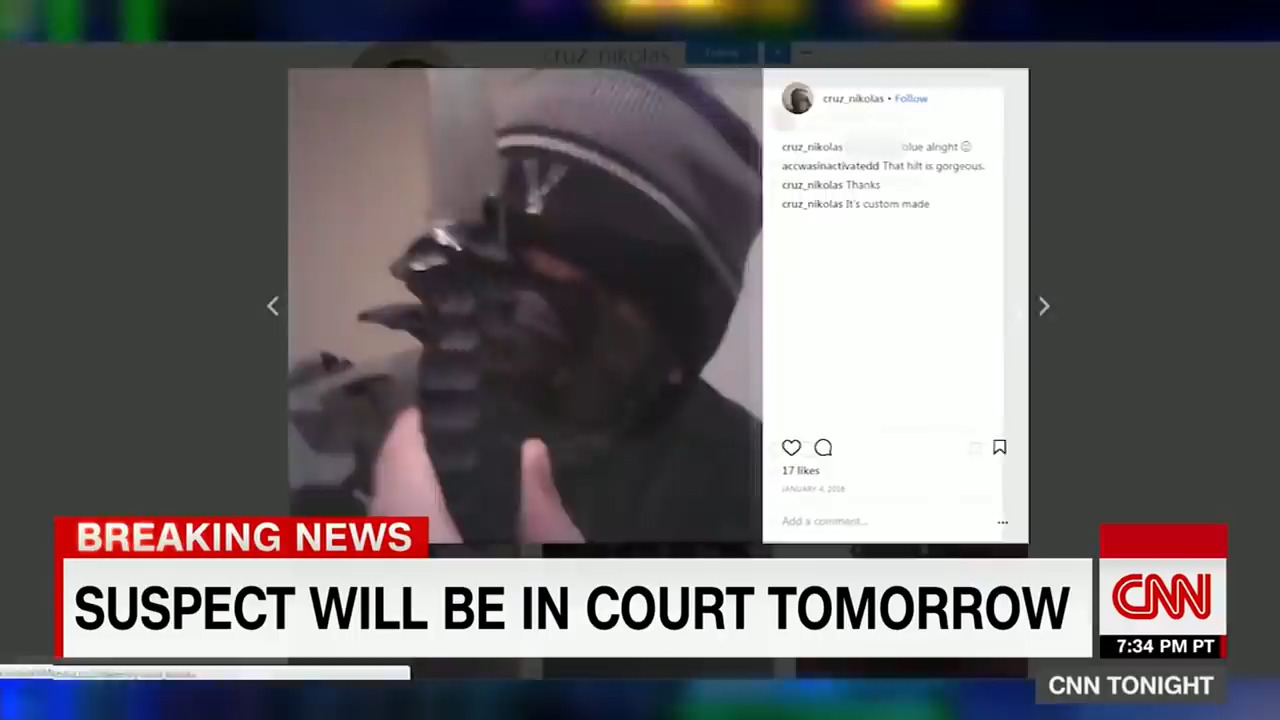 cruz_nikolas
Follow
cruz_nikolas • Follow
cruz_nikolas blue alright
accwasinactivatedd That hilt is gorgeous.
cruz_nikolas Thanks
cruz_nikolas It's custom made
17 likes
JANUARY 4, 2018
Add a comment...
BREAKING NEWS
SUSPECT WILL BE IN COURT TOMORROW
CNN
7:34 PM PT
CNN TONIGHT